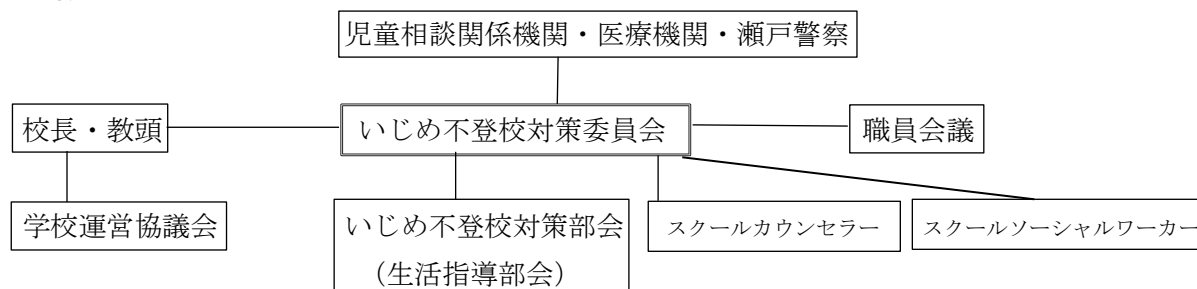 児童相談関係機関・医療機関・瀬戸警察
校長・教頭
いじめ不登校対策委員会
職員会議
学校運営協議会
いじめ不登校対策部会
（生活指導部会）
スクールカウンセラー
スクールソーシャルワーカー